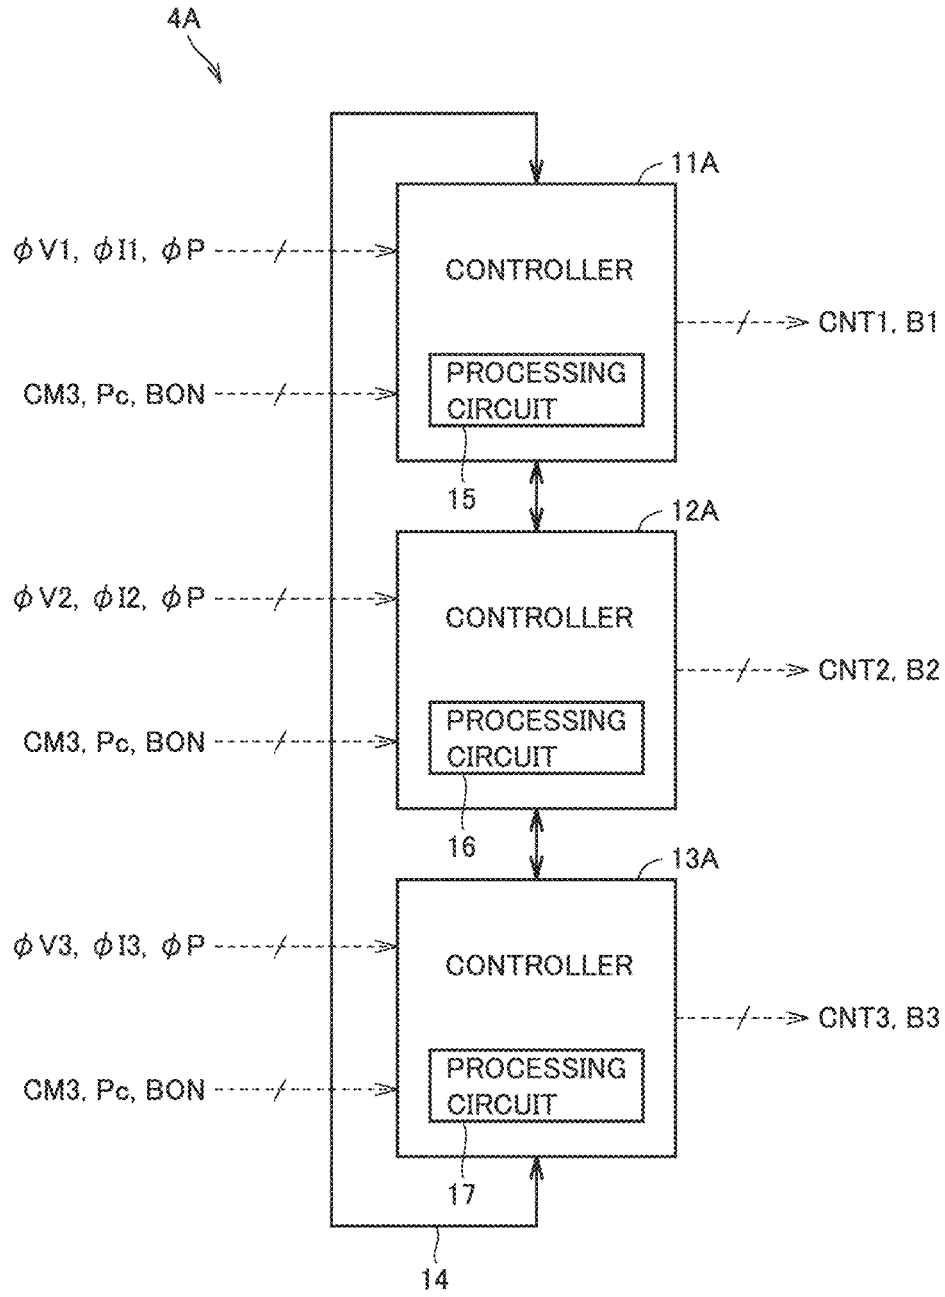 4A
11A
φV1, φI1, φP
CONTROLLER
CNT1, B1
CM3, Pc, BON
PROCESSING
CIRCUIT
15
12A
φV2, φI2, φP
CONTROLLER
CNT2, B2
CM3, Pc, BON
PROCESSING
CIRCUIT
16
13A
φV3, φI3, φP
CONTROLLER
CNT3, B3
CM3, Pc, BON
PROCESSING
CIRCUIT
17
14